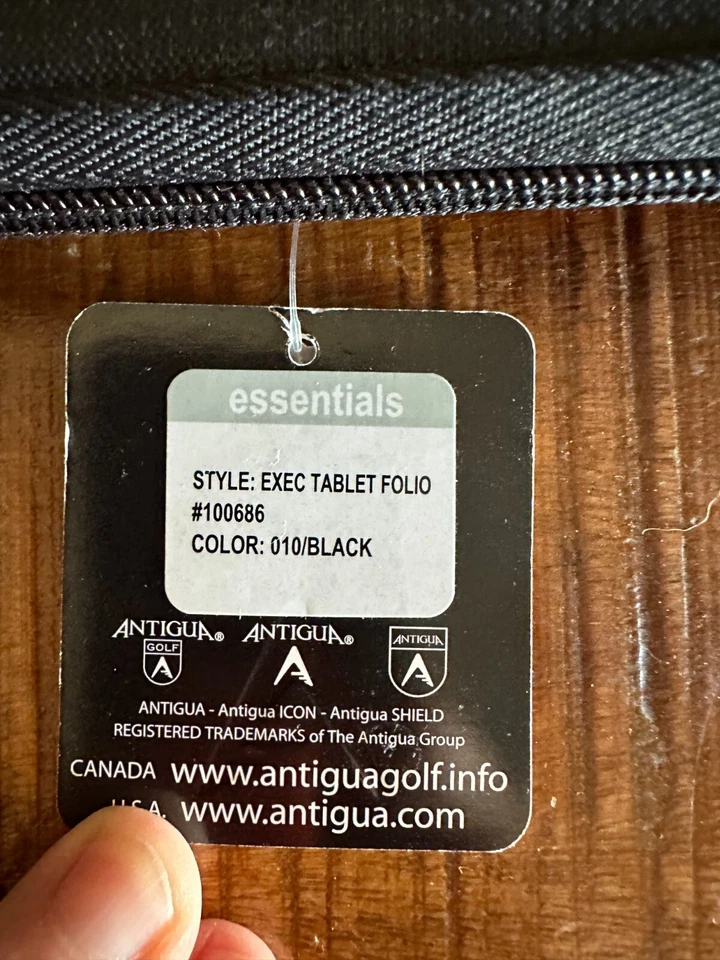 essentials
STYLE: EXEC TABLET FOLIO
#100686
COLOR: 010/BLACK
ANTIGUA® ANTIGUA® ANTIGUA
GOLF
ANTIGUA - Antigua ICON - Antigua SHIELD
REGISTERED TRADEMARKS of The Antigua Group
CANADA www.antiguagolf.info
U.S.A. www.antigua.com